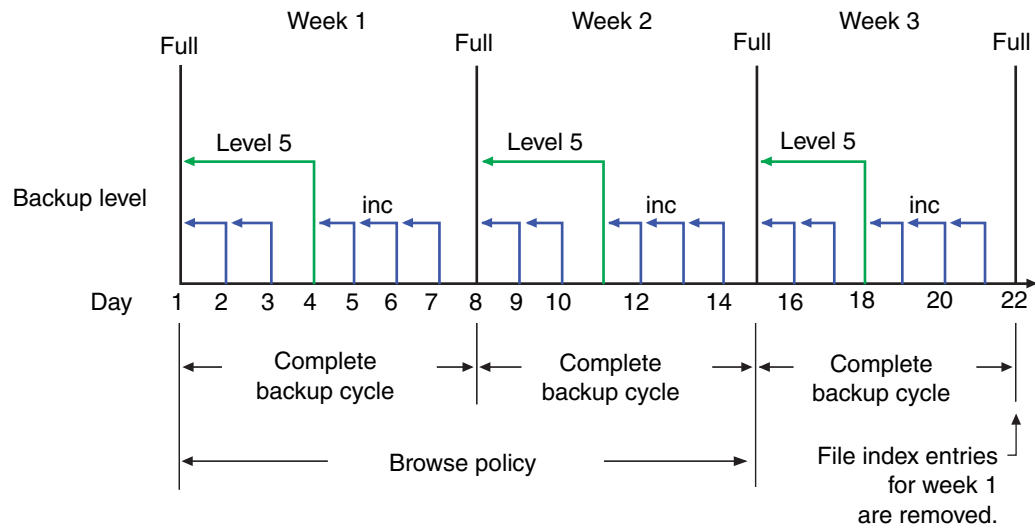 Week 1 Week 2 Week 3
Full Full Full Full
Level 5 Level 5 Level 5
Backup level
inc inc inc
Day 1 2 3 4 5 6 7 8 9 10 12 14 16 18 20 22
Complete Complete Complete
backup cycle backup cycle backup cycle
Browse policy
File index entries
for week 1
are removed.